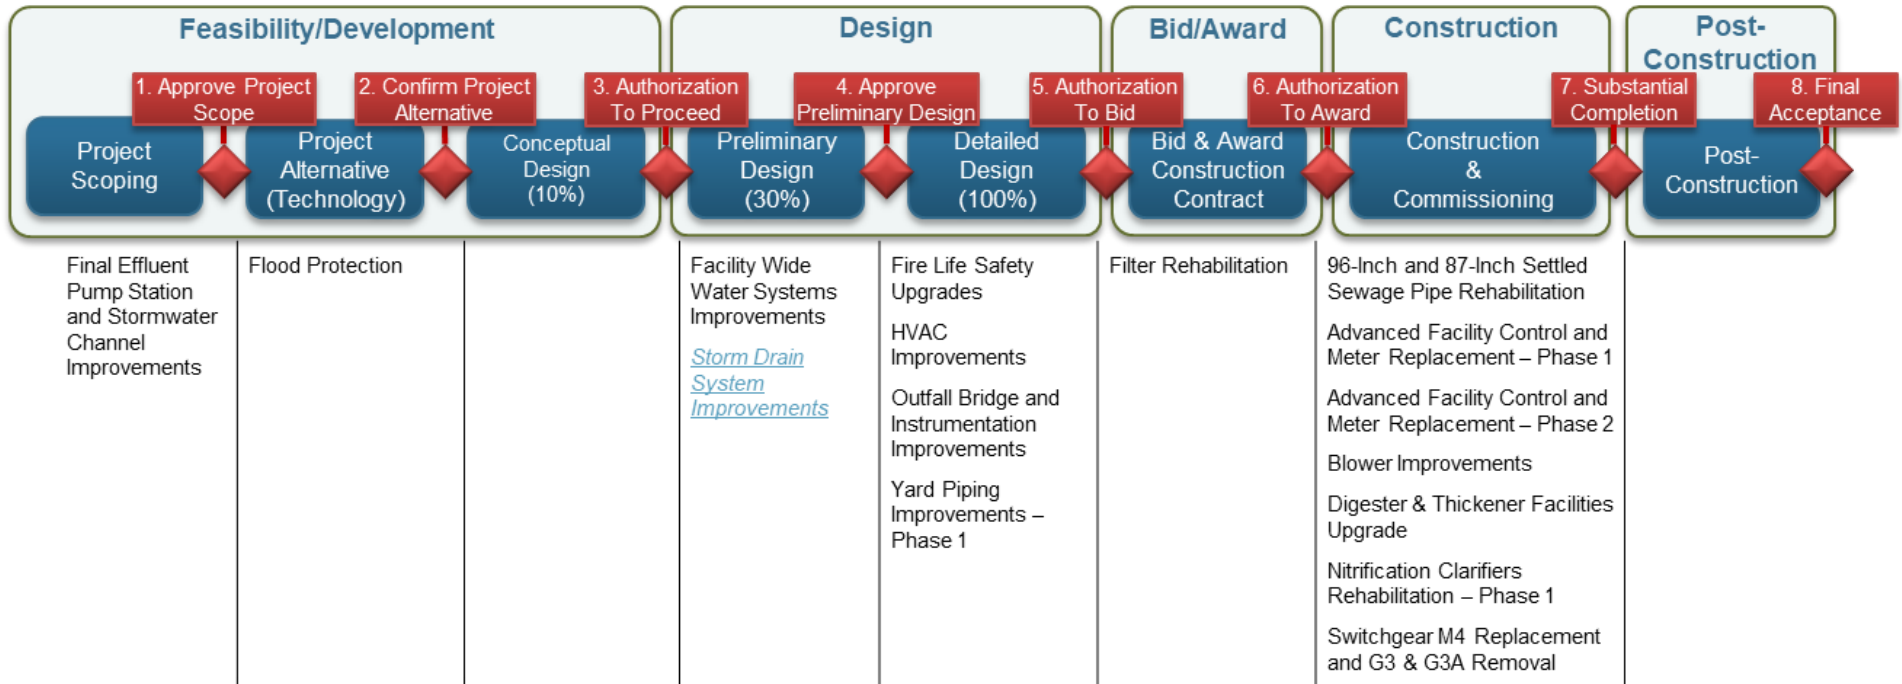 Feasibility/Development
Design
Bid/Award
Construction
Post-
Construction
1. Approve Project
Scope
2. Confirm Project
Alternative
3. Authorization
To Proceed
4. Approve
Preliminary Design
5. Authorization
To Bid
6. Authorization
To Award
7. Substantial
Completion
8. Final
Acceptance
Project
Scoping
Project
Alternative
(Technology)
Conceptual
Design
(10%)
Preliminary
Design
(30%)
Detailed
Design
(100%)
Bid & Award
Construction
Contract
Construction
&
Commissioning
Post-
Construction
Final Effluent
Pump Station
and Stormwater
Channel
Improvements
Flood Protection
Facility Wide
Water Systems
Improvements
Storm Drain
System
Improvements
Fire Life Safety
Upgrades
HVAC
Improvements
Outfall Bridge and
Instrumentation
Improvements
Yard Piping
Improvements –
Phase 1
Filter Rehabilitation
96-Inch and 87-Inch Settled
Sewage Pipe Rehabilitation
Advanced Facility Control and
Meter Replacement – Phase 1
Advanced Facility Control and
Meter Replacement – Phase 2
Blower Improvements
Digester & Thickener Facilities
Upgrade
Nitrification Clarifiers
Rehabilitation – Phase 1
Switchgear M4 Replacement
and G3 & G3A Removal